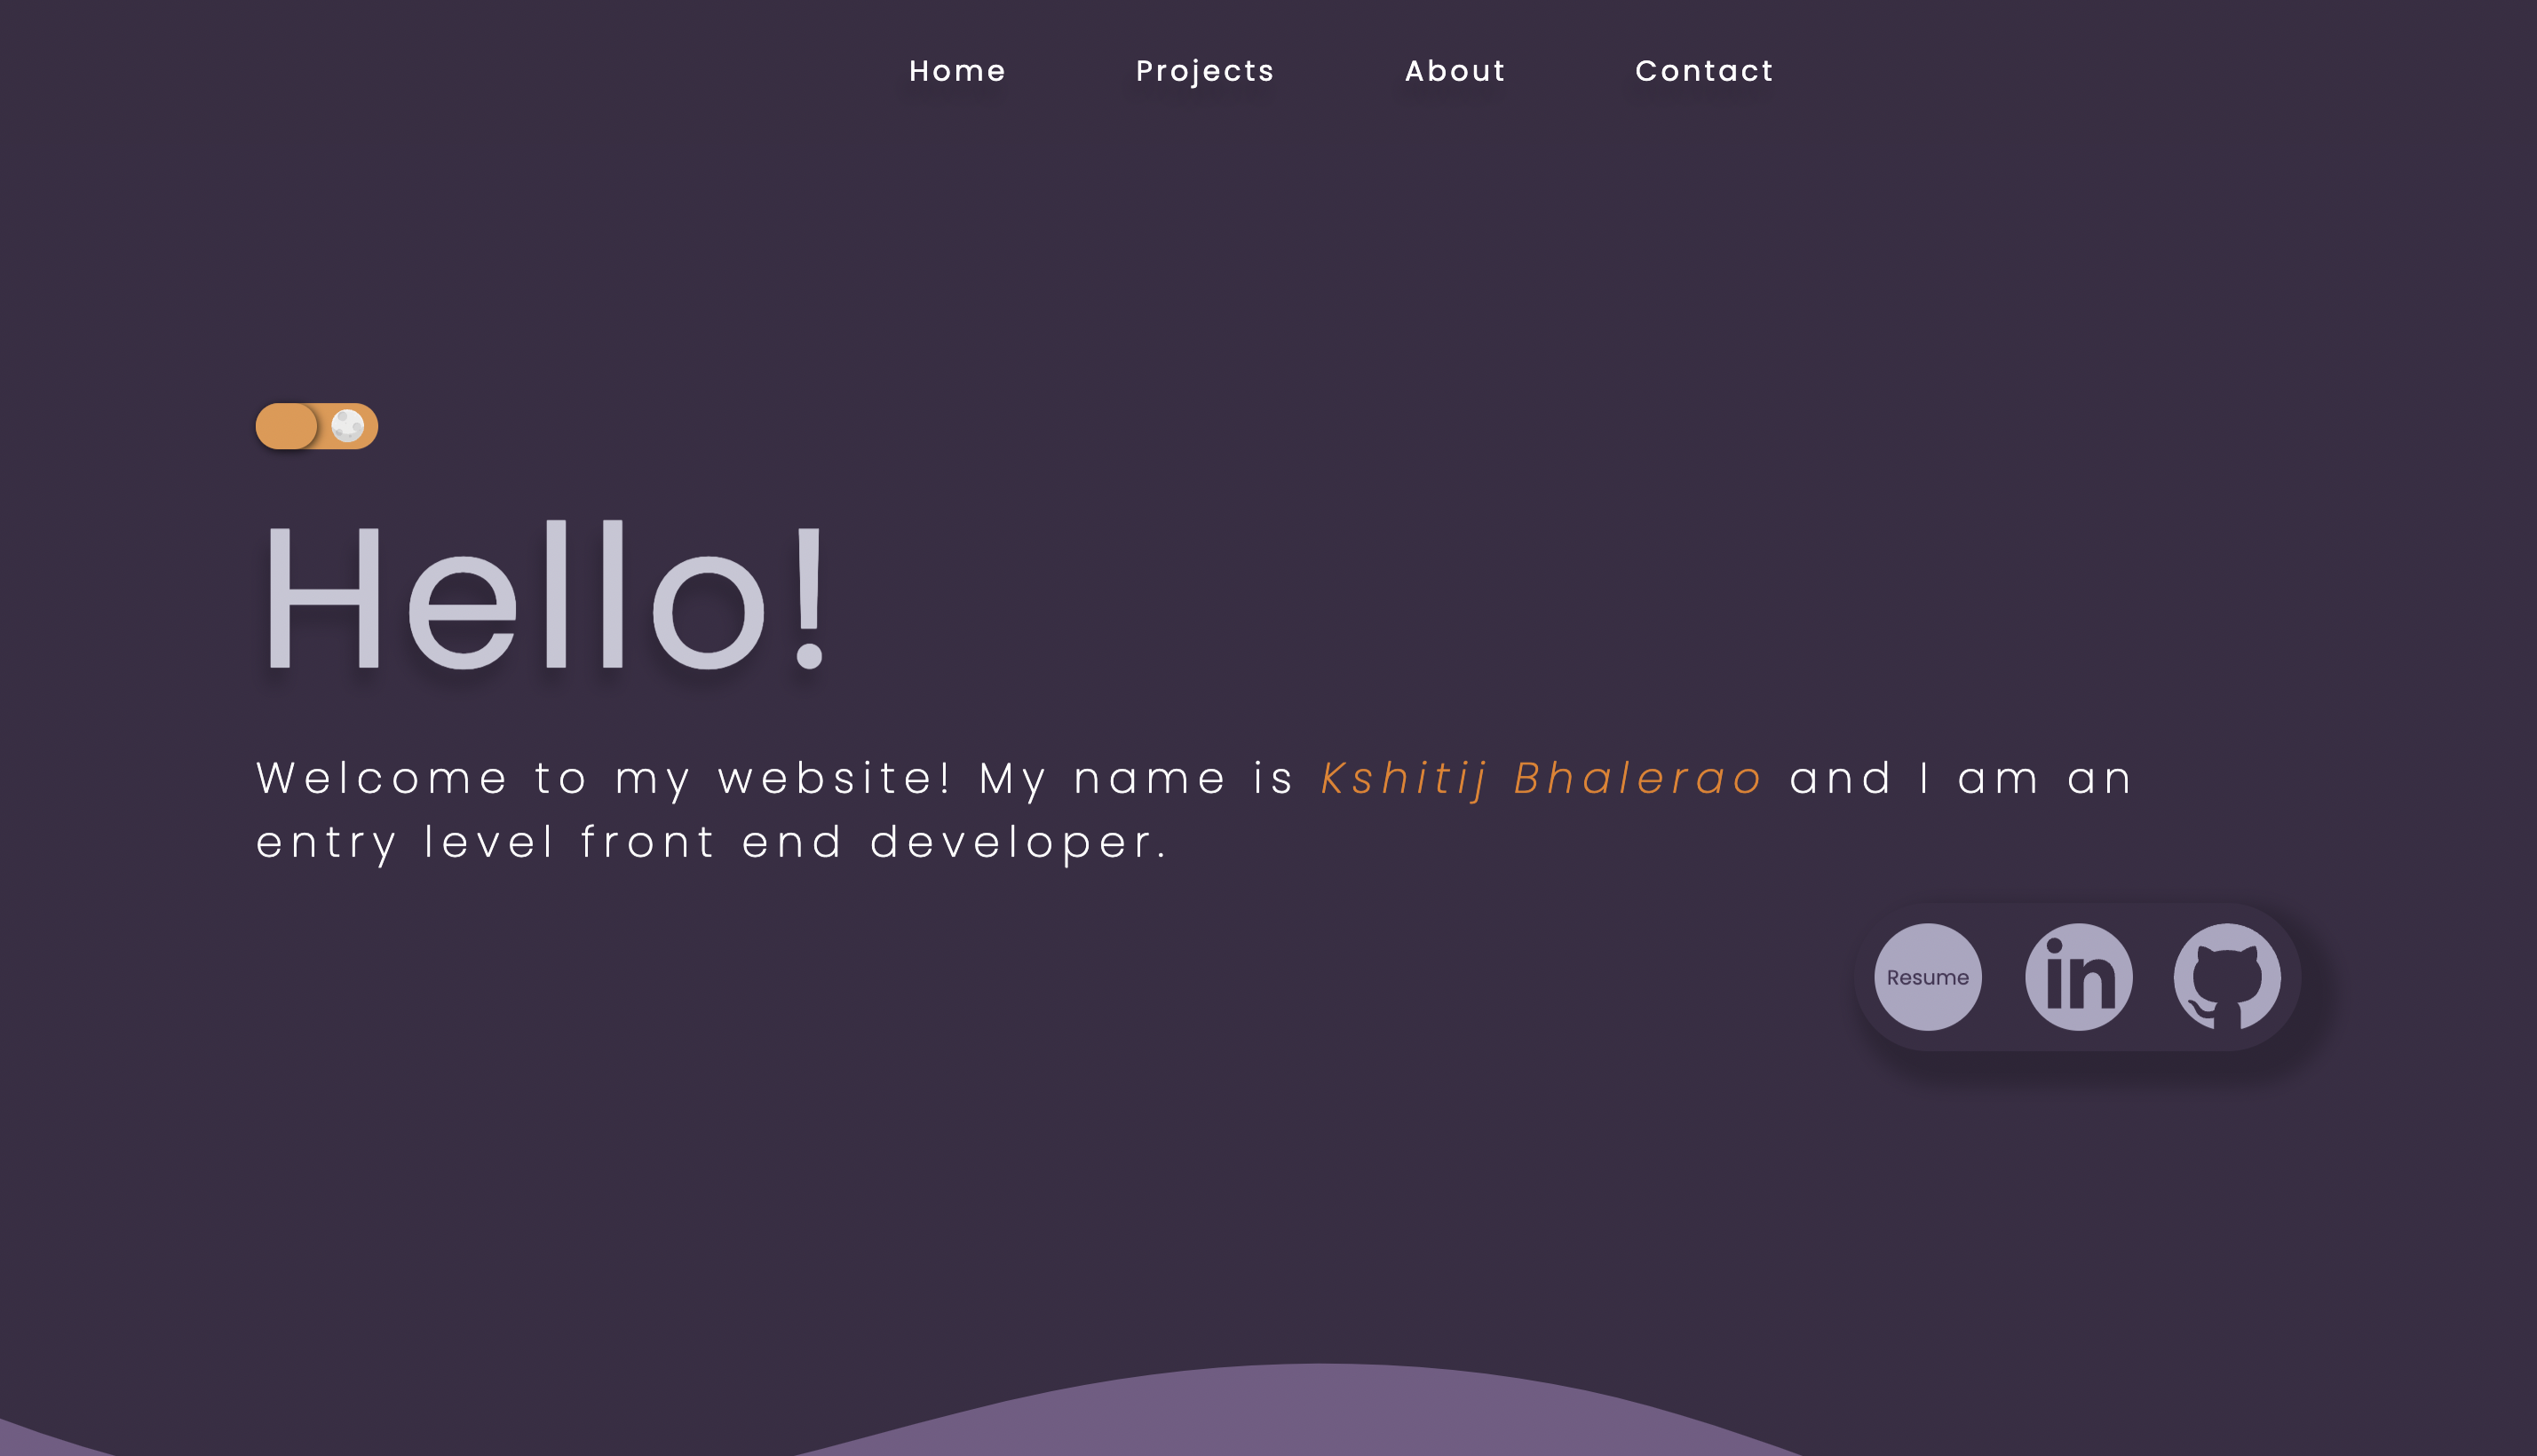 Home Projects About Contact
Hello!
Welcome to my website! My name is Kshitij Bhalerao and I am an
entry level front end developer.
Resume in